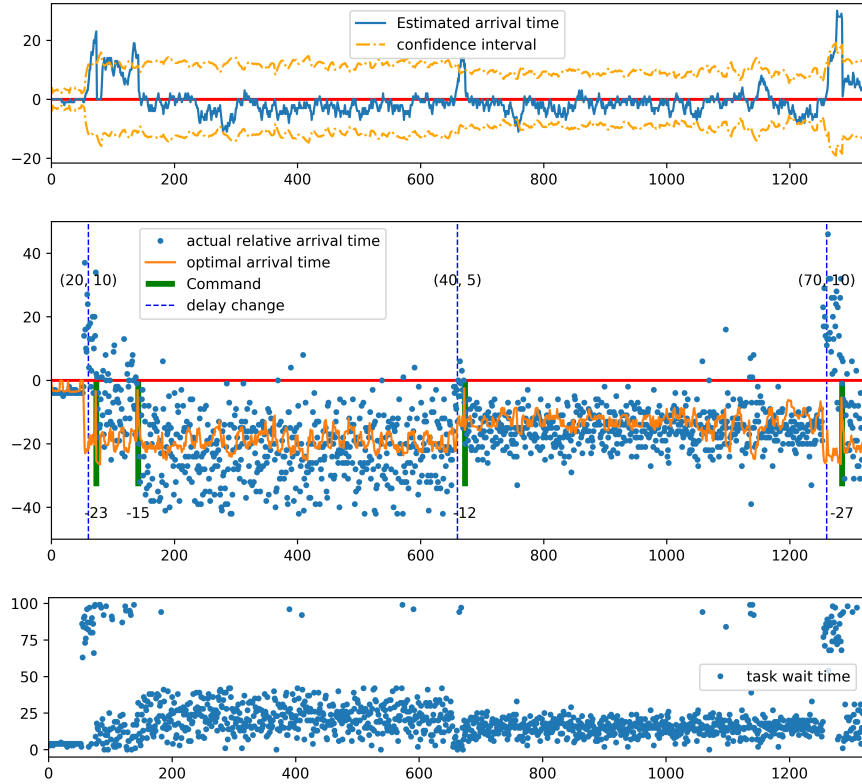 Estimated arrival time
confidence interval
20
0
−20
0 200 400 600 800 1000 1200
actual relative arrival time
optimal arrival time
Command
delay change
(20, 10) (40, 5) (70, 10)
40
20
0
−20
−40
-23 -15 -12 -27
0 200 400 600 800 1000 1200
100
75
50
25
0
task wait time
0 200 400 600 800 1000 1200